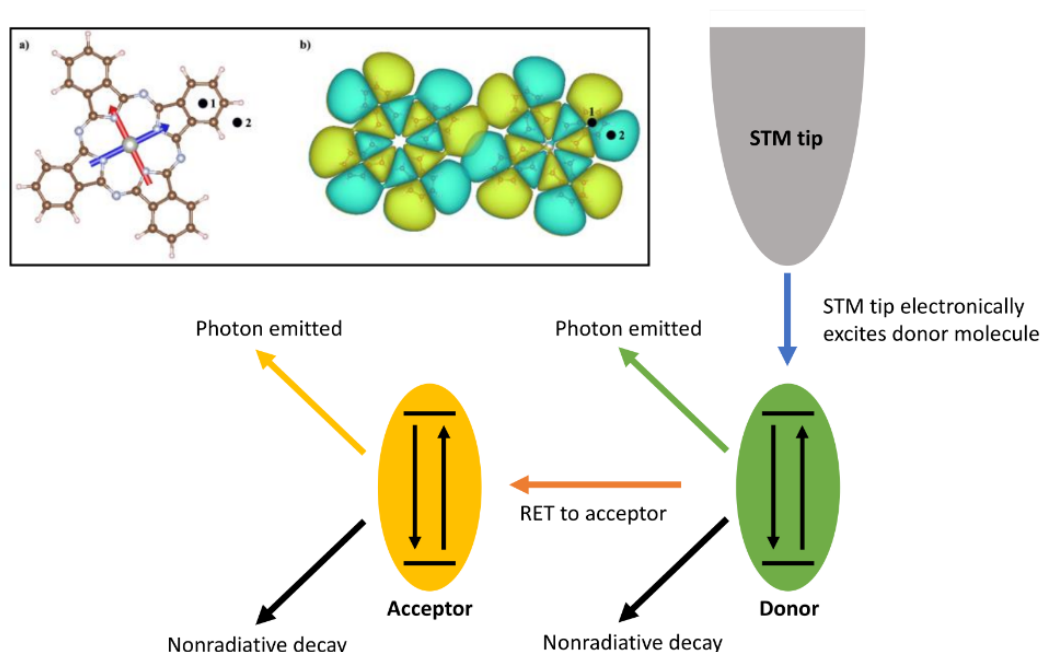 a)
b)
1
2
1
2
STM tip
STM tip electronically
excites donor molecule
Photon emitted
Photon emitted
RET to acceptor
Acceptor
Donor
Nonradiative decay
Nonradiative decay